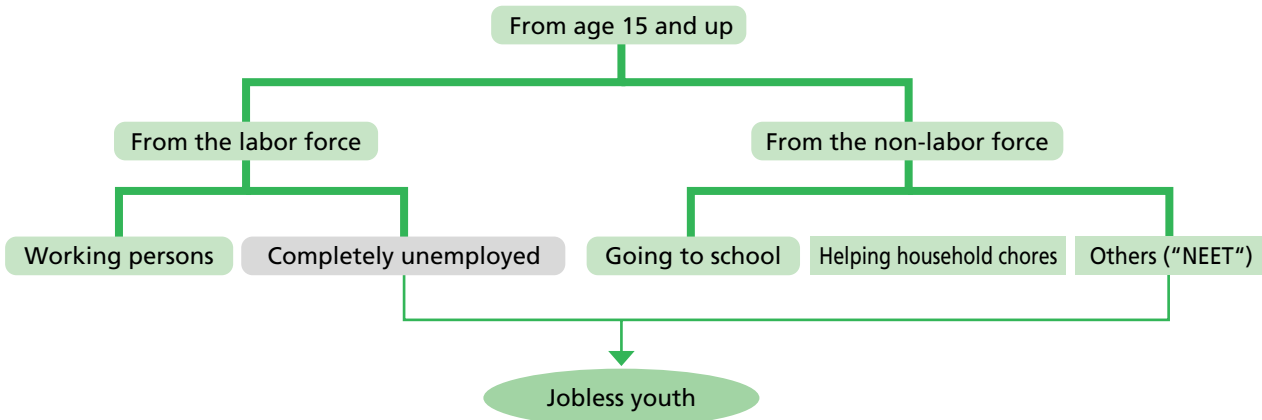 From age 15 and up
From the labor force
From the non-labor force
Working persons
Completely unemployed
Going to school
Helping household chores
Others (“NEET“)
Jobless youth